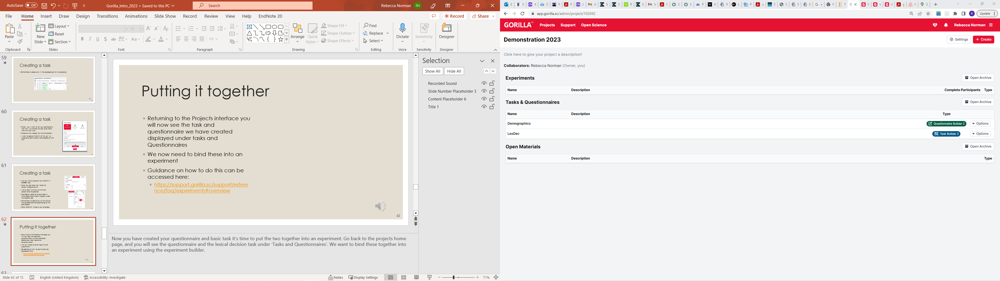 AutoSave Off Gorilla_Intro_2023 • Saved to this PC Search Rebecca Norman RN
File Home Insert Draw Design Transitions Animations Slide Show Record Review View Help EndNote 20 Record Share
Paste
Clipboard
New
Slide
Layout
Reset
Section
Slides
12
Font
Paragraph
Arrange
Quick
Styles
Shape Fill
Shape Outline
Shape Effects
Drawing
Find
Replace
Select
Editing
Dictate
Voice
Sensitivity
Sensitivity
Designer
Designer
59
Creating a task
60
Creating a task
61
Creating a task
62
Putting it together
63
Putting it together
◦ Returning to the Projects interface you
will now see the task and
questionnaire we have created
displayed under tasks and
Questionnaires
◦ We now need to bind these into an
experiment
◦ Guidance on how to do this can be
accessed here:
◦ https://support.gorilla.sc/support/refere
nce/faq/experiments#overview
62
Now you have created your questionnaire and basic task it's time to put the two together into an experiment. Go back to the projects home
page, and you will see the questionnaire and the lexical decision task under 'Tasks and Questionnaires'. We want to bind these together into
an experiment using the experiment builder.
Selection
Show All Hide All
Recorded Sound
Slide Number Placeholder 3
Content Placeholder 6
Title 1
Slide 62 of 72 English (United Kingdom) Accessibility: Investigate Notes Display Settings 71%
app.gorilla.sc/admin/project/102692 R Update
GORILLA™ Projects Support Open Science Rebecca Norman
Demonstration 2023 Settings + Create
Click here to give your project a description!
Collaborators: Rebecca Norman (Owner, you)
Experiments Open Archive
Name Description Complete Participants Type
Tasks & Questionnaires Open Archive
Name Description Type
Demographics Questionnaire Builder 2 Options
LexDec Task Builder 2 Options
Open Materials Open Archive
Name Description Type